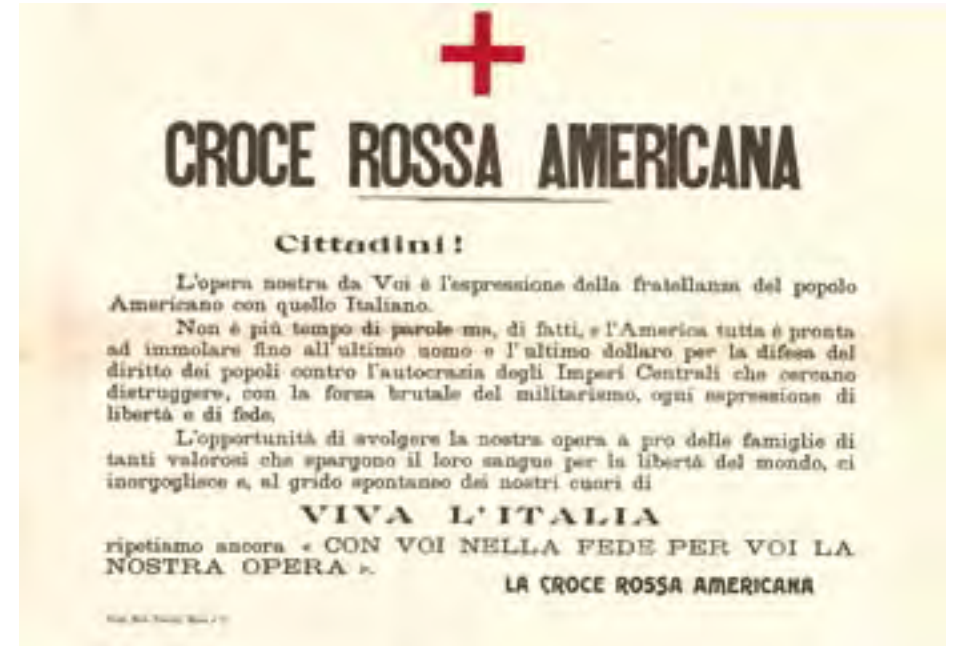 CROCE ROSSA AMERICANA
Cittadini!
L'opera nostra da Voi è l'espressione della fratellanza del popolo
Americano con quello Italiano.
Non è più tempo di parole ma, di fatti, e l'America tutta è pronta
ad immolare fino all'ultimo uomo e l'ultimo dollaro per la difesa del
diritto dei popoli contro l'autocrazia degli Imperi Centrali che cercano
distruggere, con la forza brutale del militarismo, ogni espressione di
libertà e di fede.
L'opportunità di svolgere la nostra opera a pro delle famiglie di
tanti valorosi che spargono il loro sangue per la libertà del mondo, ci
inorgoglisce e, al grido spontaneo dei nostri cuori di
VIVA L'ITALIA
ripetiamo ancora « CON VOI NELLA FEDE PER VOI LA
NOSTRA OPERA ».
LA CROCE ROSSA AMERICANA